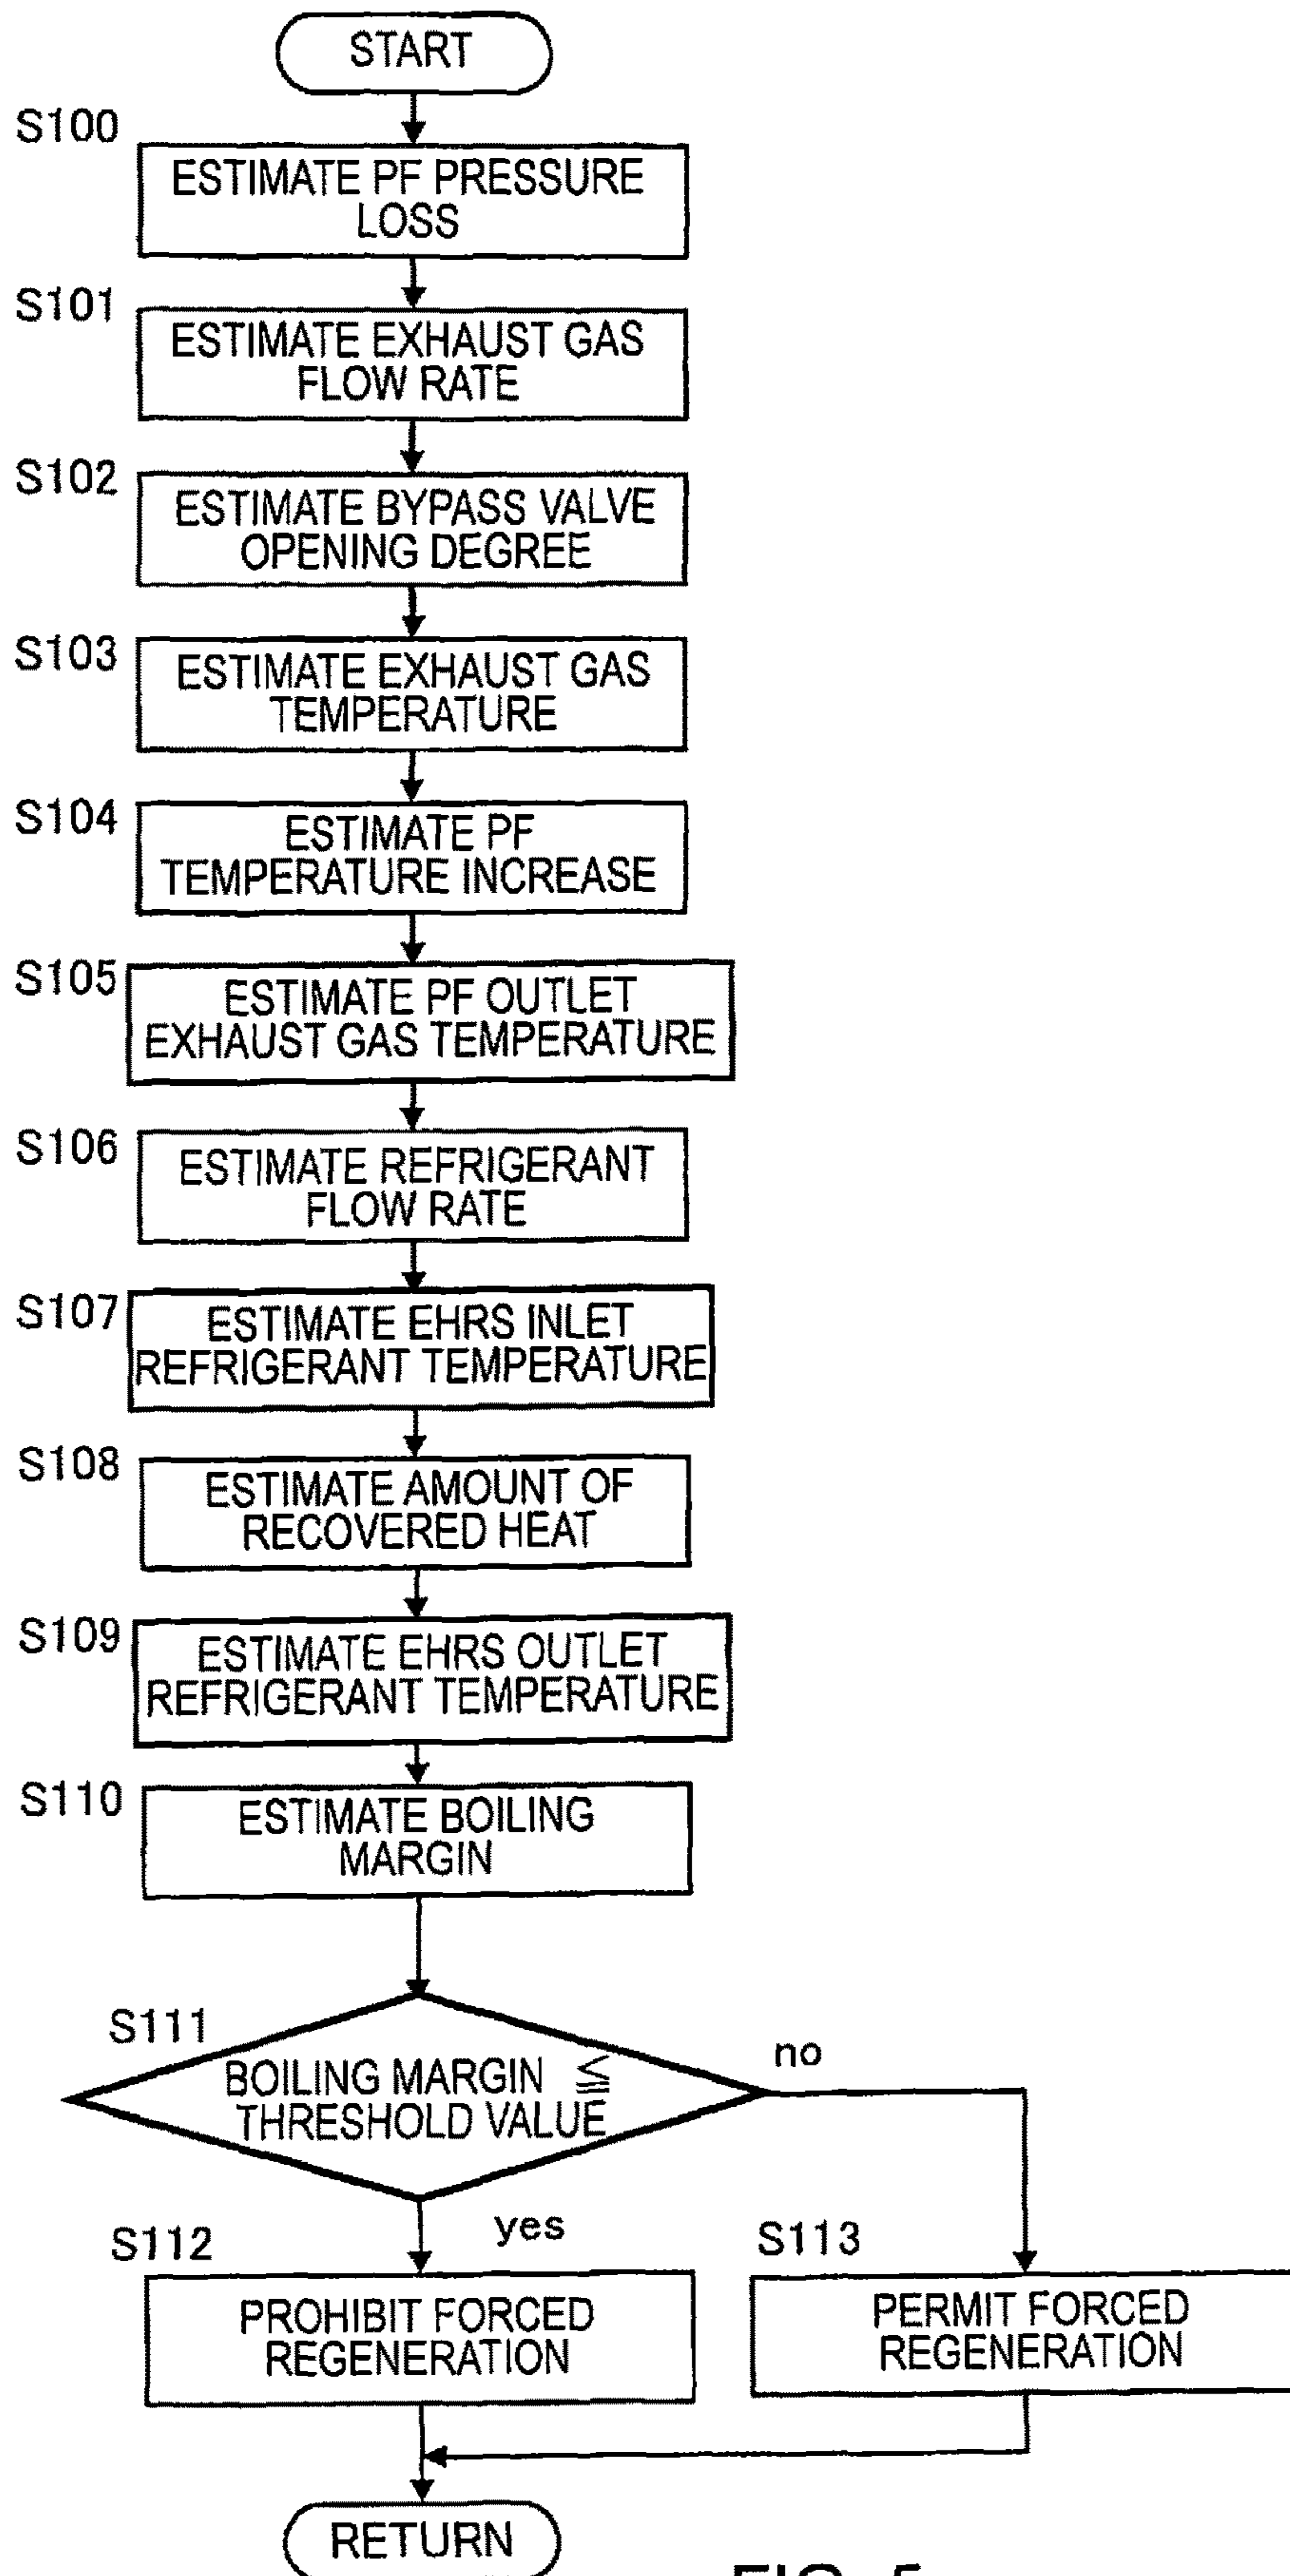 START
S100
ESTIMATE PF PRESSURE
LOSS
S101
ESTIMATE EXHAUST GAS
FLOW RATE
S102
ESTIMATE BYPASS VALVE
OPENING DEGREE
S103
ESTIMATE EXHAUST GAS
TEMPERATURE
S104
ESTIMATE PF
TEMPERATURE INCREASE
S105
ESTIMATE PF OUTLET
EXHAUST GAS TEMPERATURE
S106
ESTIMATE REFRIGERANT
FLOW RATE
S107
ESTIMATE EHRS INLET
REFRIGERANT TEMPERATURE
S108
ESTIMATE AMOUNT OF
RECOVERED HEAT
S109
ESTIMATE EHRS OUTLET
REFRIGERANT TEMPERATURE
S110
ESTIMATE BOILING
MARGIN
S111
BOILING MARGIN ≦
THRESHOLD VALUE
no
yes
S112
PROHIBIT FORCED
REGENERATION
S113
PERMIT FORCED
REGENERATION
RETURN
FIG. 5